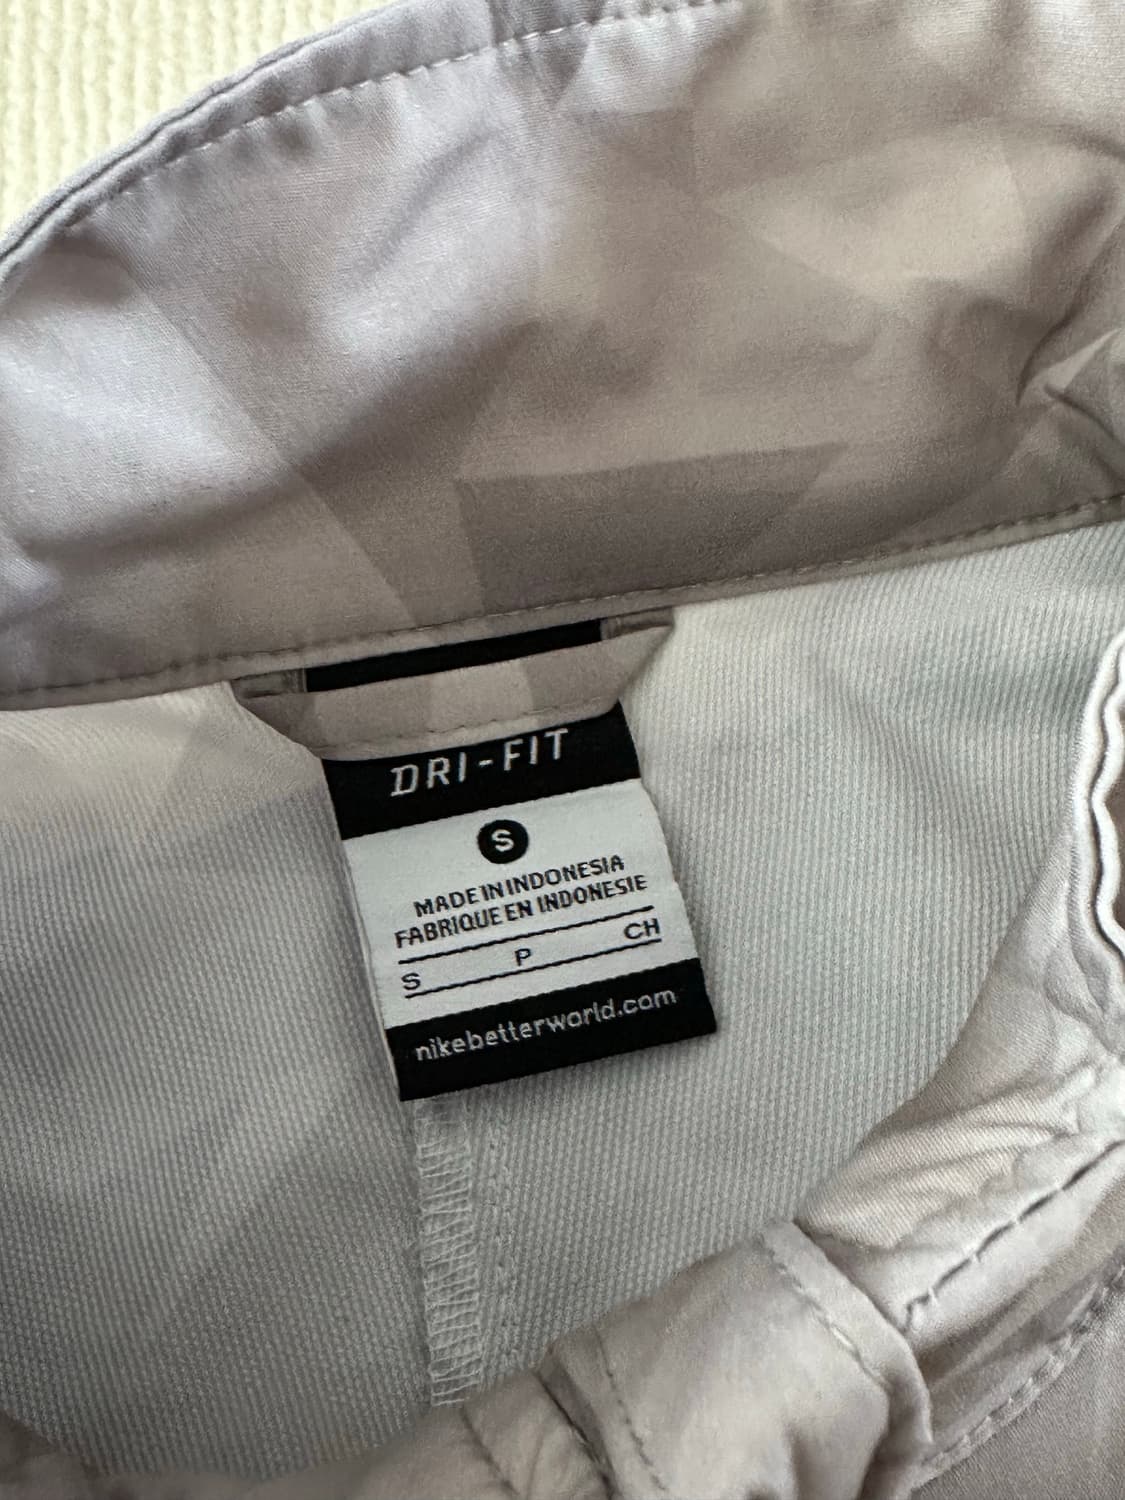 DRI-FIT
S
MADE IN INDONESIA
FABRIQUE EN INDONESIE
S P CH
nikebetterworld.com